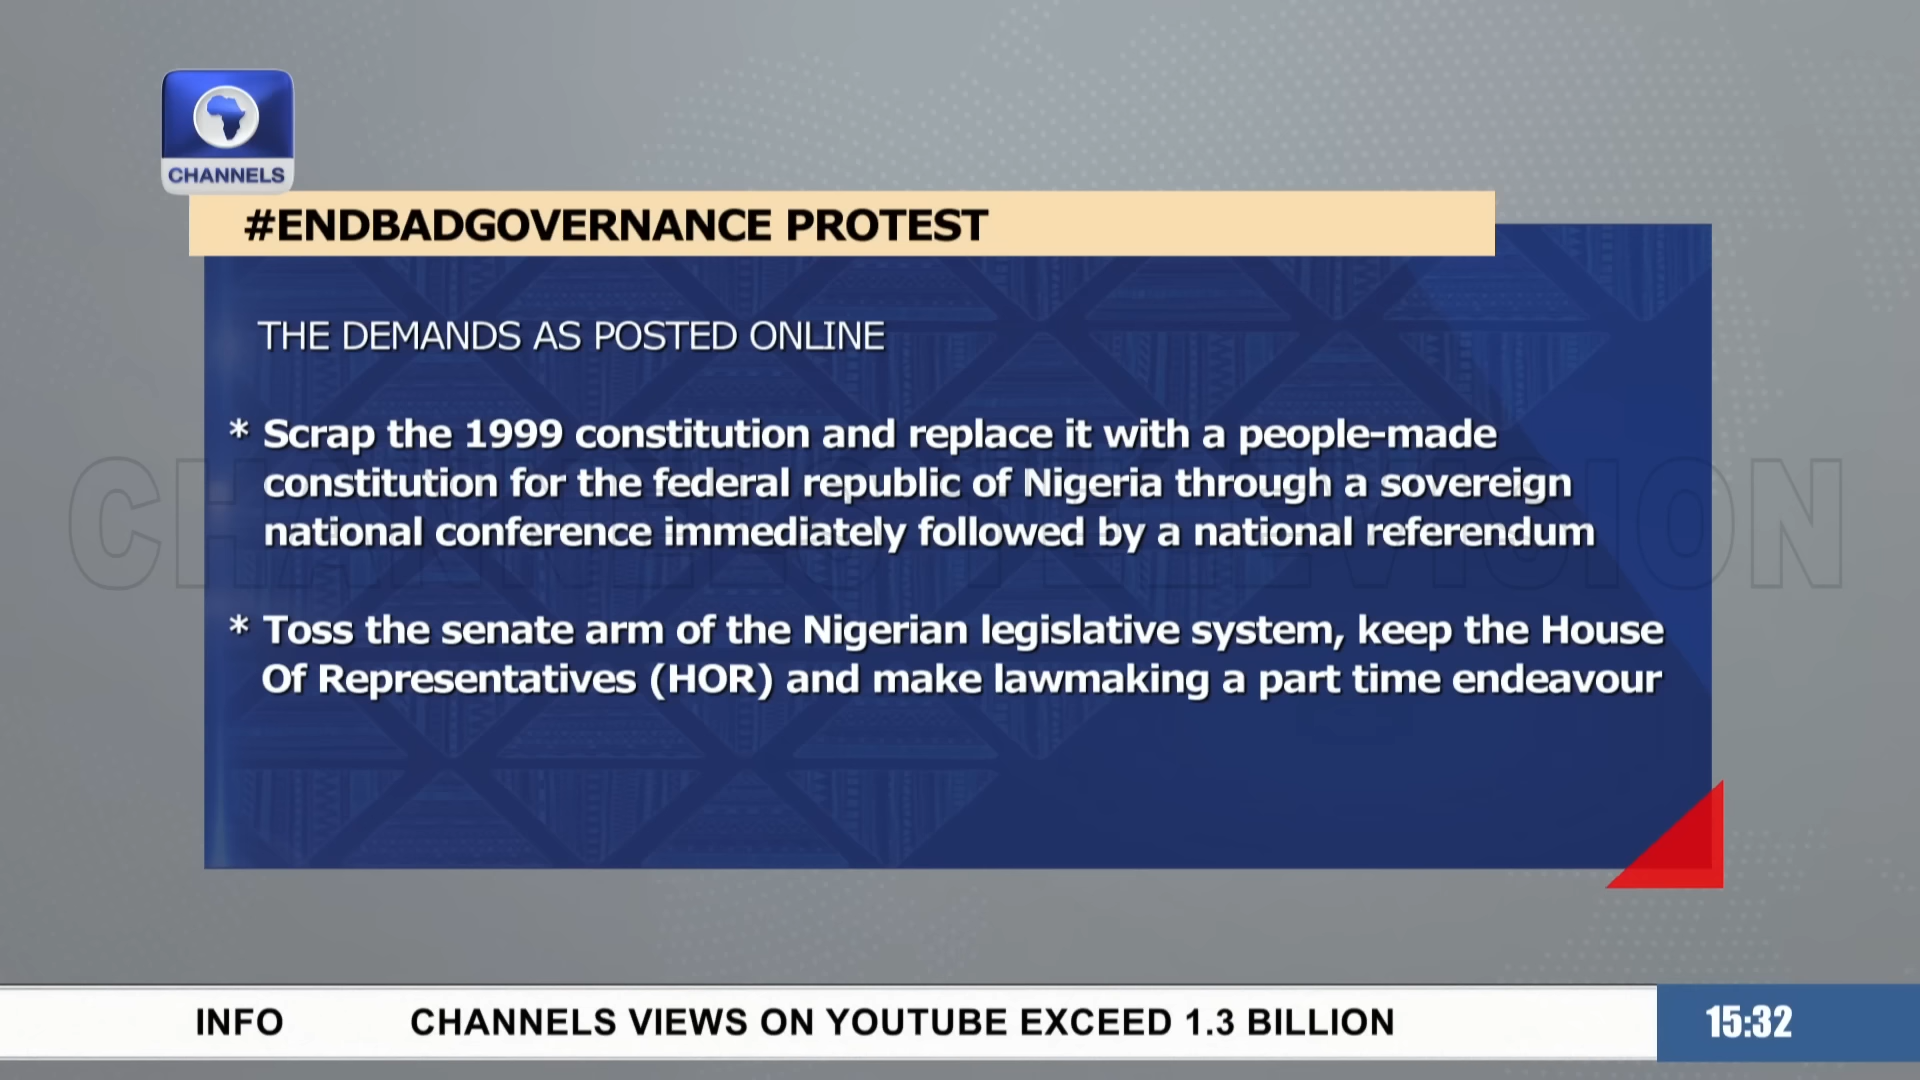 CHANNELS
#ENDBADGOVERNANCE PROTEST
THE DEMANDS AS POSTED ONLINE
* Scrap the 1999 constitution and replace it with a people-made
constitution for the federal republic of Nigeria through a sovereign
national conference immediately followed by a national referendum
* Toss the senate arm of the Nigerian legislative system, keep the House
Of Representatives (HOR) and make lawmaking a part time endeavour
CHANNELS TELEVISION
INFO CHANNELS VIEWS ON YOUTUBE EXCEED 1.3 BILLION 15:32